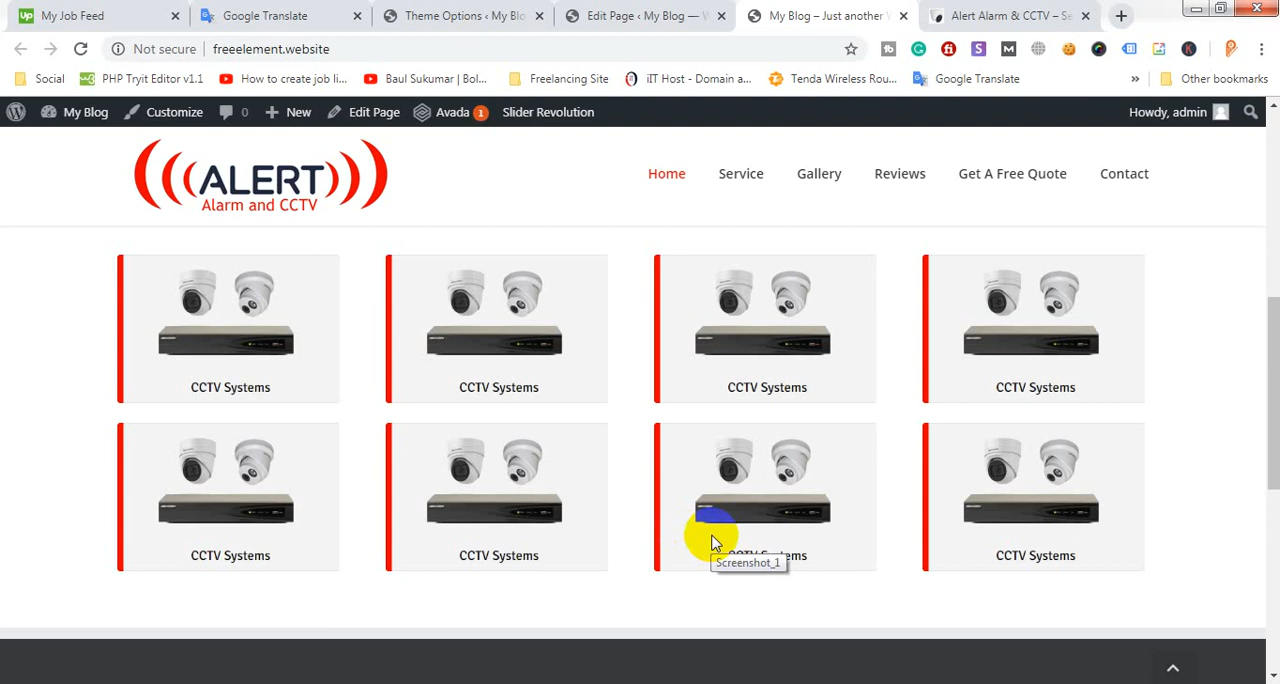 My Job Feed
Google Translate
Theme Options ‹ My Blo
Edit Page ‹ My Blog — W
My Blog – Just another W
Alert Alarm & CCTV – Se
Not secure
freeelement.website
Social
PHP Tryit Editor v1.1
How to create job li...
Baul Sukumar | Bol...
Freelancing Site
iIT Host - Domain a...
Tenda Wireless Rou...
Google Translate
»
Other bookmarks
My Blog
Customize
0
New
Edit Page
Avada 1
Slider Revolution
Howdy, admin
ALERT
Alarm and CCTV
Home
Service
Gallery
Reviews
Get A Free Quote
Contact
CCTV Systems
CCTV Systems
CCTV Systems
CCTV Systems
CCTV Systems
CCTV Systems
CCTV Systems
CCTV Systems
Screenshot_1